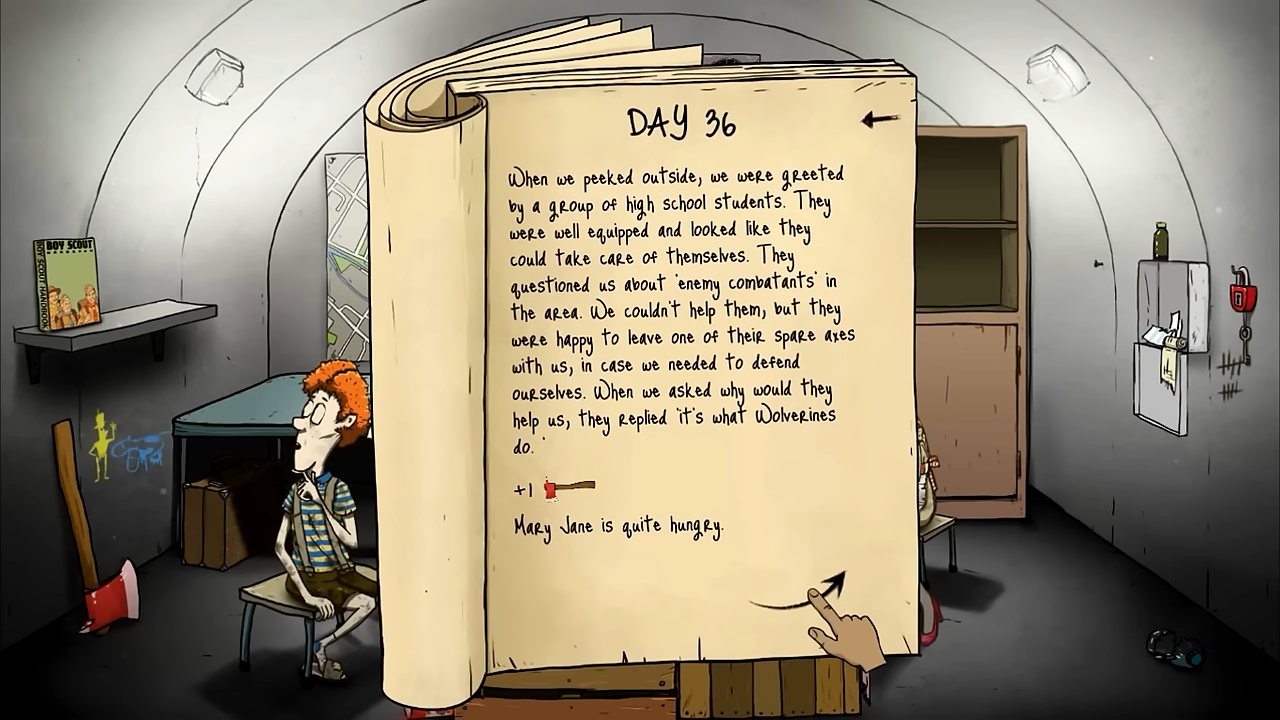 DAY 36
When we peeked outside, we were greeted
by a group of high school students. They
were well equipped and looked like they
could take care of themselves. They
questioned us about 'enemy combatants' in
the area. We couldn't help them, but they
were happy to leave one of their spare axes
with us, in case we needed to defend
ourselves. When we asked why would they
help us, they replied 'it's what Wolverines
do. '
+1
Mary Jane is quite hungry.
BOY SCOUT
BOY SCOUT HANDBOOK